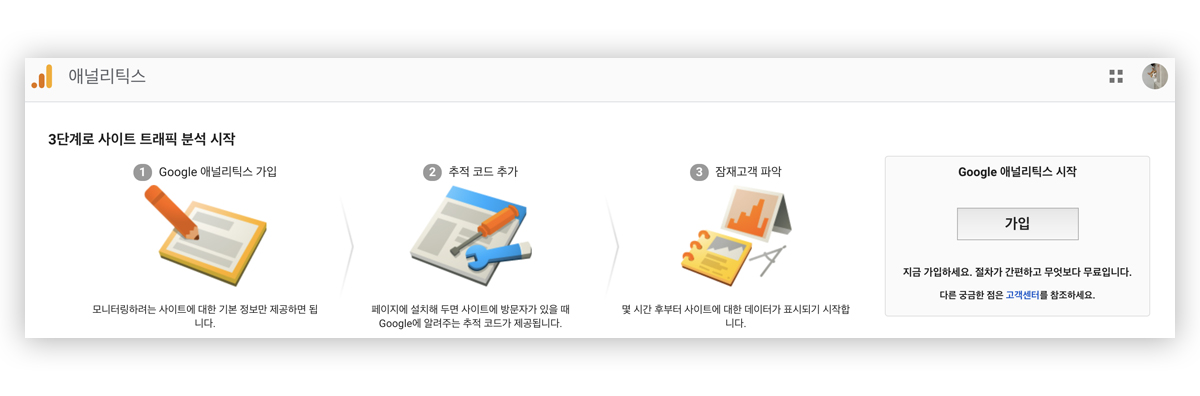 애널리틱스
3단계로 사이트 트래픽 분석 시작
1 Google 애널리틱스 가입
모니터링하려는 사이트에 대한 기본 정보만 제공하면 됩
니다.
2 추적 코드 추가
페이지에 설치해 두면 사이트에 방문자가 있을 때
Google에 알려주는 추적 코드가 제공됩니다.
3 잠재고객 파악
몇 시간 후부터 사이트에 대한 데이터가 표시되기 시작합
니다.
Google 애널리틱스 시작
가입
지금 가입하세요. 절차가 간편하고 무엇보다 무료입니다.
다른 궁금한 점은 고객센터를 참조하세요.